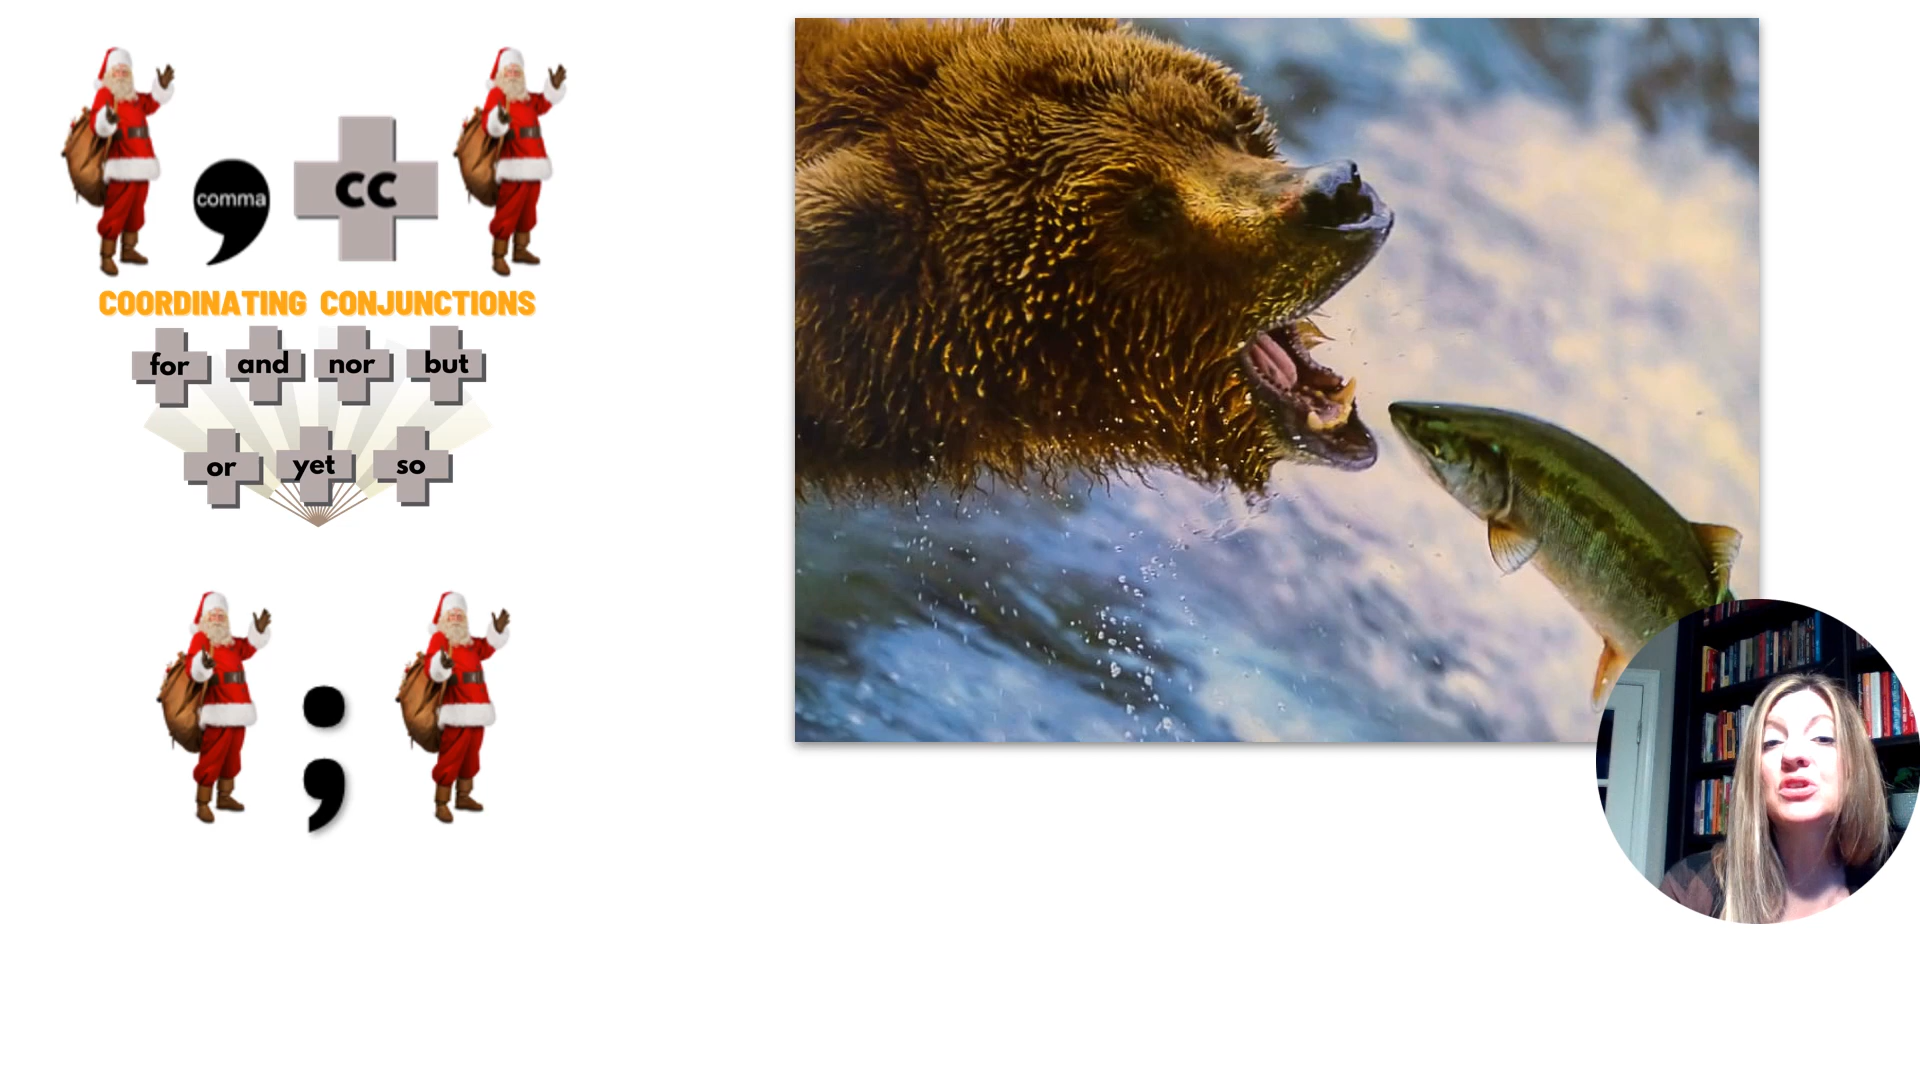 comma
CC
COORDINATING CONJUNCTIONS
for and nor but
or yet so
;